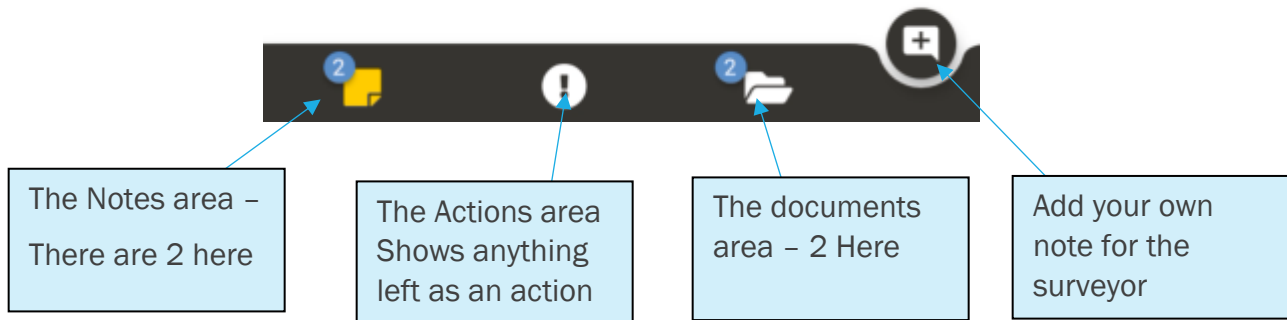 2
!
2
+
The Notes area –
There are 2 here
The Actions area
Shows anything
left as an action
The documents
area – 2 Here
Add your own
note for the
surveyor